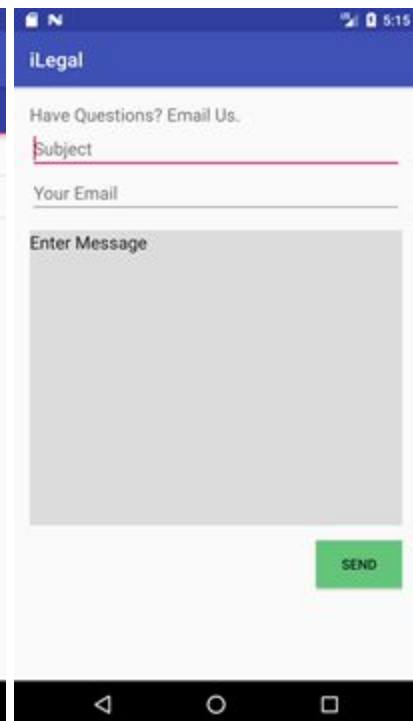 5:15
iLegal
Have Questions? Email Us.
Subject
Your Email
Enter Message
SEND